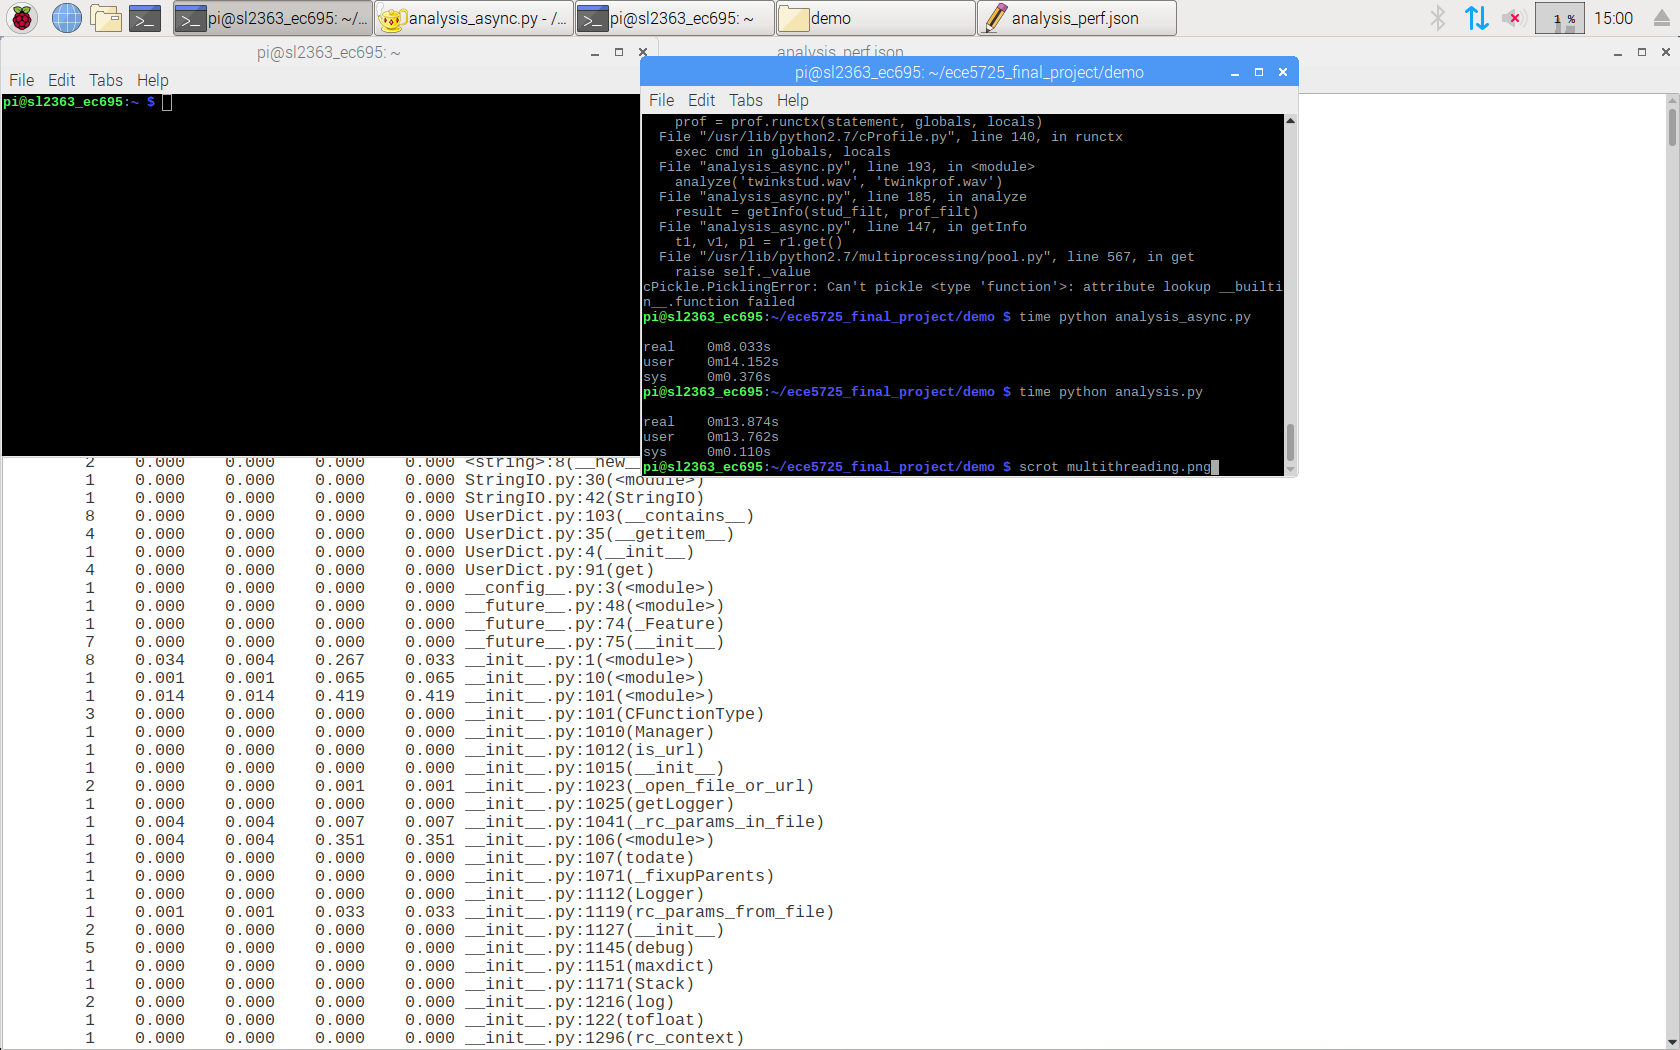 pi@sl2363_ec695: ~/...
analysis_async.py - /...
pi@sl2363_ec695: ~
demo
analysis_perf.json
1 %
15:00
pi@sl2363_ec695: ~
File Edit Tabs Help
pi@sl2363_ec695:~ $
analysis_perf.json
pi@sl2363_ec695: ~/ece5725_final_project/demo
File Edit Tabs Help
prof = prof.runctx(statement, globals, locals)
File "/usr/lib/python2.7/cProfile.py", line 140, in runctx
exec cmd in globals, locals
File "analysis_async.py", line 193, in <module>
analyze('twinkstud.wav', 'twinkprof.wav')
File "analysis_async.py", line 185, in analyze
result = getInfo(stud_filt, prof_filt)
File "analysis_async.py", line 147, in getInfo
t1, v1, p1 = r1.get()
File "/usr/lib/python2.7/multiprocessing/pool.py", line 567, in get
raise self._value
cPickle.PicklingError: Can't pickle <type 'function'>: attribute lookup __builti
n__.function failed
pi@sl2363_ec695:~/ece5725_final_project/demo $ time python analysis_async.py
real 0m8.033s
user 0m14.152s
sys 0m0.376s
pi@sl2363_ec695:~/ece5725_final_project/demo $ time python analysis.py
real 0m13.874s
user 0m13.762s
sys 0m0.110s
pi@sl2363_ec695:~/ece5725_final_project/demo $ scrot multithreading.png
2 0.000 0.000 0.000 0.000 <string>:8(__new__
1 0.000 0.000 0.000 0.000 StringIO.py:30(<module>)
1 0.000 0.000 0.000 0.000 StringIO.py:42(StringIO)
8 0.000 0.000 0.000 0.000 UserDict.py:103(__contains__)
4 0.000 0.000 0.000 0.000 UserDict.py:35(__getitem__)
1 0.000 0.000 0.000 0.000 UserDict.py:4(__init__)
4 0.000 0.000 0.000 0.000 UserDict.py:91(get)
1 0.000 0.000 0.000 0.000 __config__.py:3(<module>)
1 0.000 0.000 0.000 0.000 __future__.py:48(<module>)
1 0.000 0.000 0.000 0.000 __future__.py:74(_Feature)
7 0.000 0.000 0.000 0.000 __future__.py:75(__init__)
8 0.034 0.004 0.267 0.033 __init__.py:1(<module>)
1 0.001 0.001 0.065 0.065 __init__.py:10(<module>)
1 0.014 0.014 0.419 0.419 __init__.py:101(<module>)
3 0.000 0.000 0.000 0.000 __init__.py:101(CFunctionType)
1 0.000 0.000 0.000 0.000 __init__.py:1010(Manager)
1 0.000 0.000 0.000 0.000 __init__.py:1012(is_url)
1 0.000 0.000 0.000 0.000 __init__.py:1015(__init__)
2 0.000 0.000 0.001 0.001 __init__.py:1023(_open_file_or_url)
1 0.000 0.000 0.000 0.000 __init__.py:1025(getLogger)
1 0.004 0.004 0.007 0.007 __init__.py:1041(_rc_params_in_file)
1 0.004 0.004 0.351 0.351 __init__.py:106(<module>)
1 0.000 0.000 0.000 0.000 __init__.py:107(todate)
1 0.000 0.000 0.000 0.000 __init__.py:1071(_fixupParents)
1 0.000 0.000 0.000 0.000 __init__.py:1112(Logger)
1 0.001 0.001 0.033 0.033 __init__.py:1119(rc_params_from_file)
2 0.000 0.000 0.000 0.000 __init__.py:1127(__init__)
5 0.000 0.000 0.000 0.000 __init__.py:1145(debug)
1 0.000 0.000 0.000 0.000 __init__.py:1151(maxdict)
1 0.000 0.000 0.000 0.000 __init__.py:1171(Stack)
2 0.000 0.000 0.000 0.000 __init__.py:1216(log)
1 0.000 0.000 0.000 0.000 __init__.py:122(tofloat)
1 0.000 0.000 0.000 0.000 __init__.py:1296(rc_context)